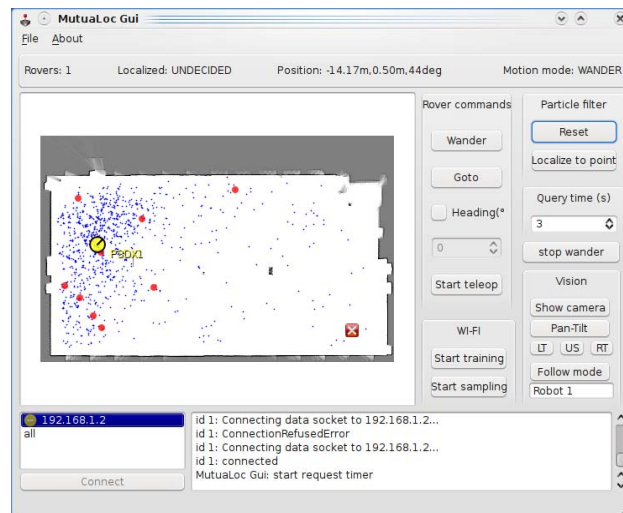 MutuaLoc Gui
File About
Rovers: 1 Localized: UNDECIDED Position: -14.17m,0.50m,44deg Motion mode: WANDER
Rover commands
Wander
Goto
Heading(°
0
Start teleop
WI-FI
Start training
Start sampling
Particle filter
Reset
Localize to point
Query time (s)
3
stop wander
Vision
Show camera
Pan-Tilt
LT US RT
Follow mode
Robot 1
P3DX1
192.168.1.2
all
Connect
id 1: Connecting data socket to 192.168.1.2...
id 1: ConnectionRefusedError
id 1: Connecting data socket to 192.168.1.2...
id 1: connected
MutuaLoc Gui: start request timer